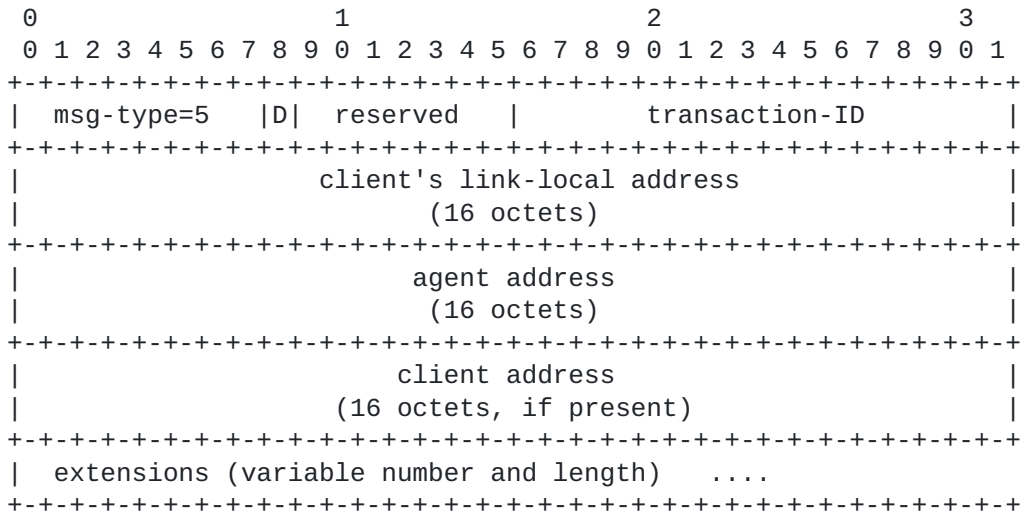 0                   1                   2                   3
 0 1 2 3 4 5 6 7 8 9 0 1 2 3 4 5 6 7 8 9 0 1 2 3 4 5 6 7 8 9 0 1
+-+-+-+-+-+-+-+-+-+-+-+-+-+-+-+-+-+-+-+-+-+-+-+-+-+-+-+-+-+-+-+-+
|  msg-type=5   |D|  reserved   |        transaction-ID         |
+-+-+-+-+-+-+-+-+-+-+-+-+-+-+-+-+-+-+-+-+-+-+-+-+-+-+-+-+-+-+-+-+
|                   client's link-local address                 |
|                          (16 octets)                          |
+-+-+-+-+-+-+-+-+-+-+-+-+-+-+-+-+-+-+-+-+-+-+-+-+-+-+-+-+-+-+-+-+
|                         agent address                         |
|                          (16 octets)                          |
+-+-+-+-+-+-+-+-+-+-+-+-+-+-+-+-+-+-+-+-+-+-+-+-+-+-+-+-+-+-+-+-+
|                        client address                         |
|                    (16 octets, if present)                    |
+-+-+-+-+-+-+-+-+-+-+-+-+-+-+-+-+-+-+-+-+-+-+-+-+-+-+-+-+-+-+-+-+
|  extensions (variable number and length)   ....
+-+-+-+-+-+-+-+-+-+-+-+-+-+-+-+-+-+-+-+-+-+-+-+-+-+-+-+-+-+-+-+-+